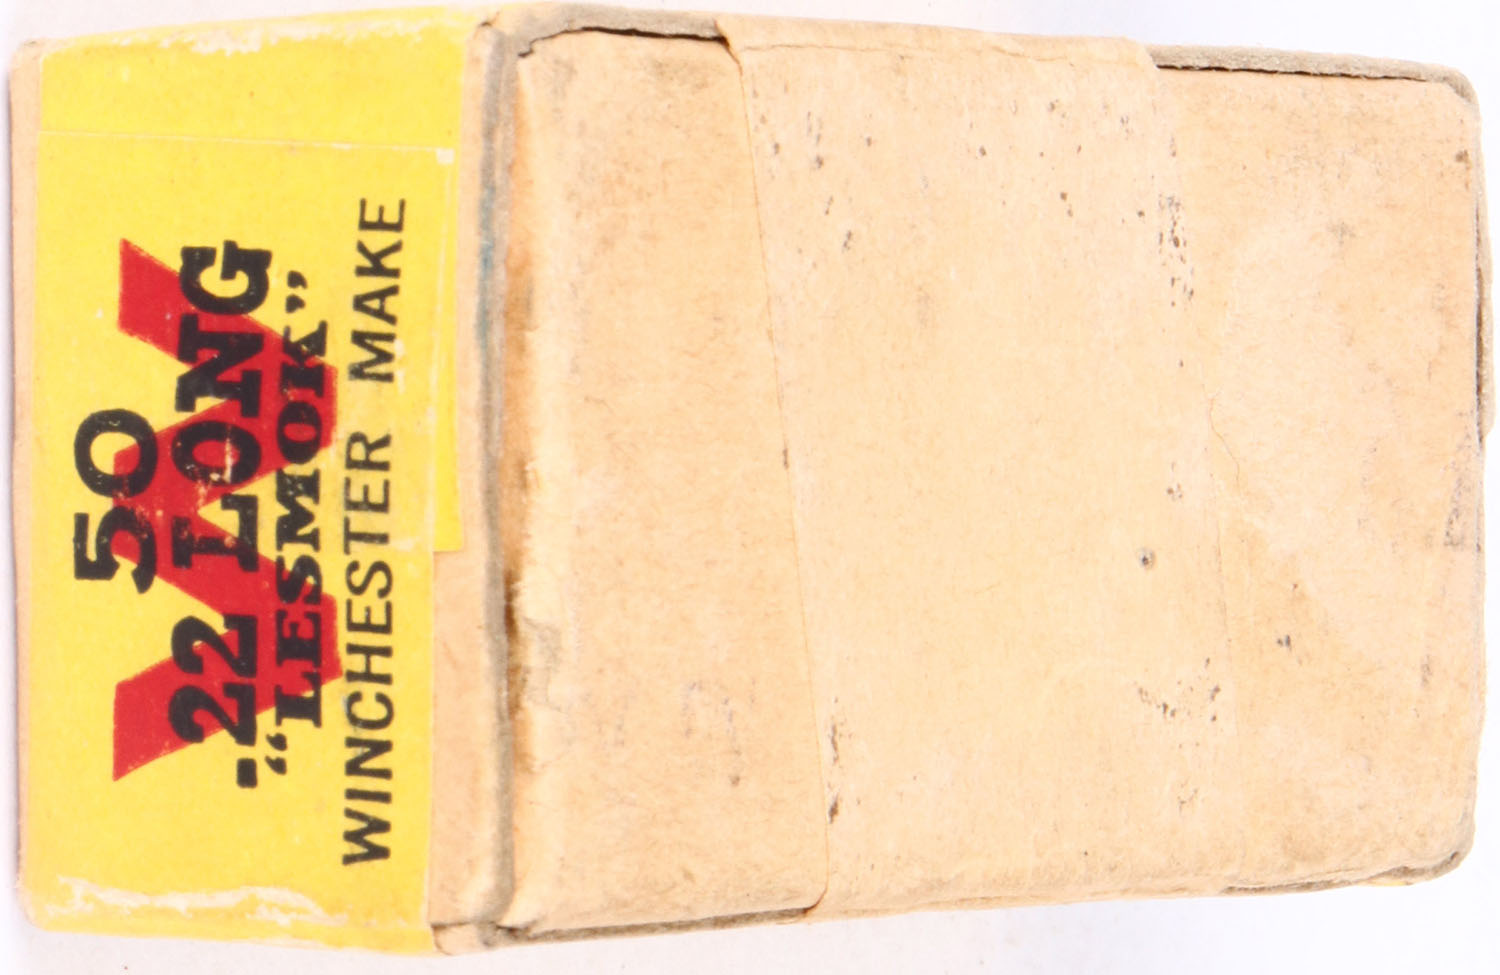 50
.22 LONG
"LESMOK"
WINCHESTER MAKE
W